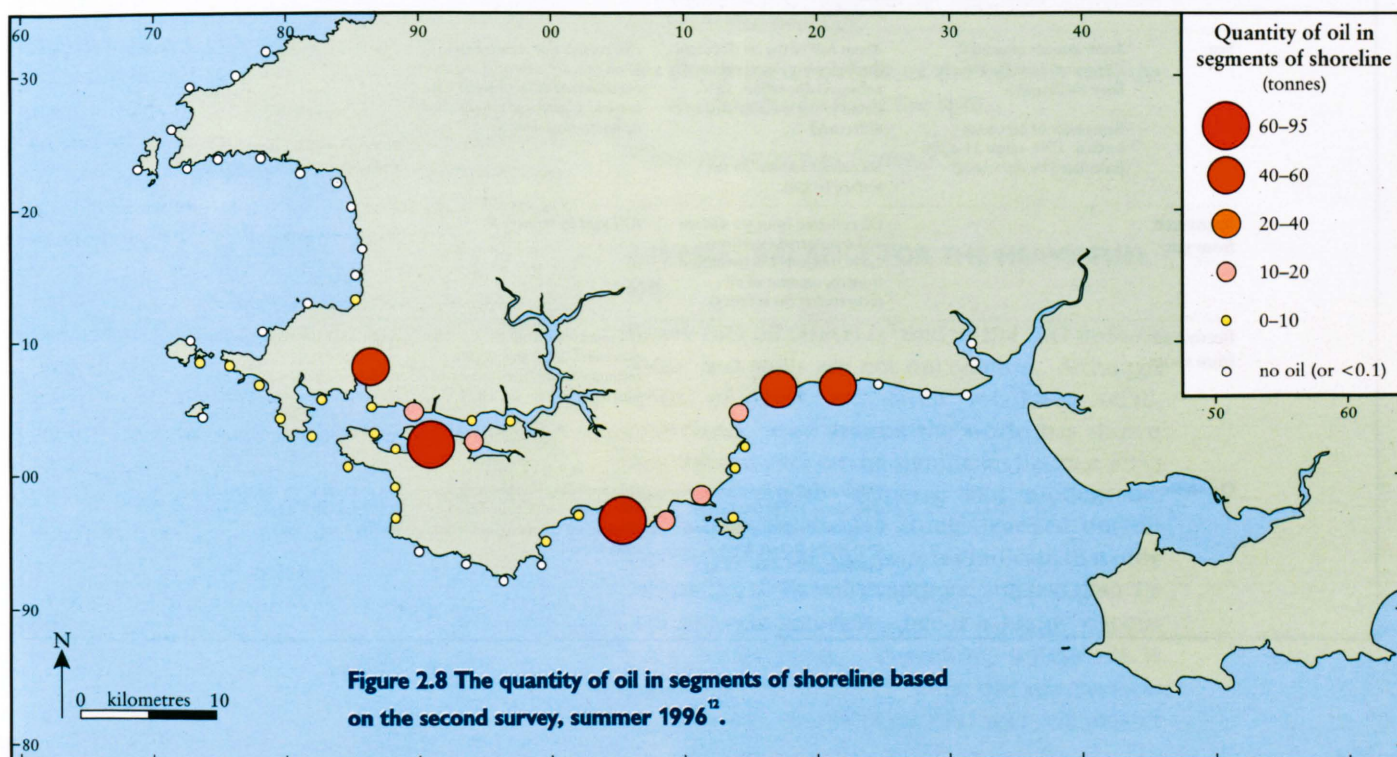 60 70 80 90 00 10 20 30 40
Quantity of oil in
segments of shoreline
(tonnes)
60–95
40–60
20–40
10–20
0–10
no oil (or <0.1)
50 60
30
20
10
00
90
80
N
0 kilometres 10
Figure 2.8 The quantity of oil in segments of shoreline based
on the second survey, summer 1996¹².